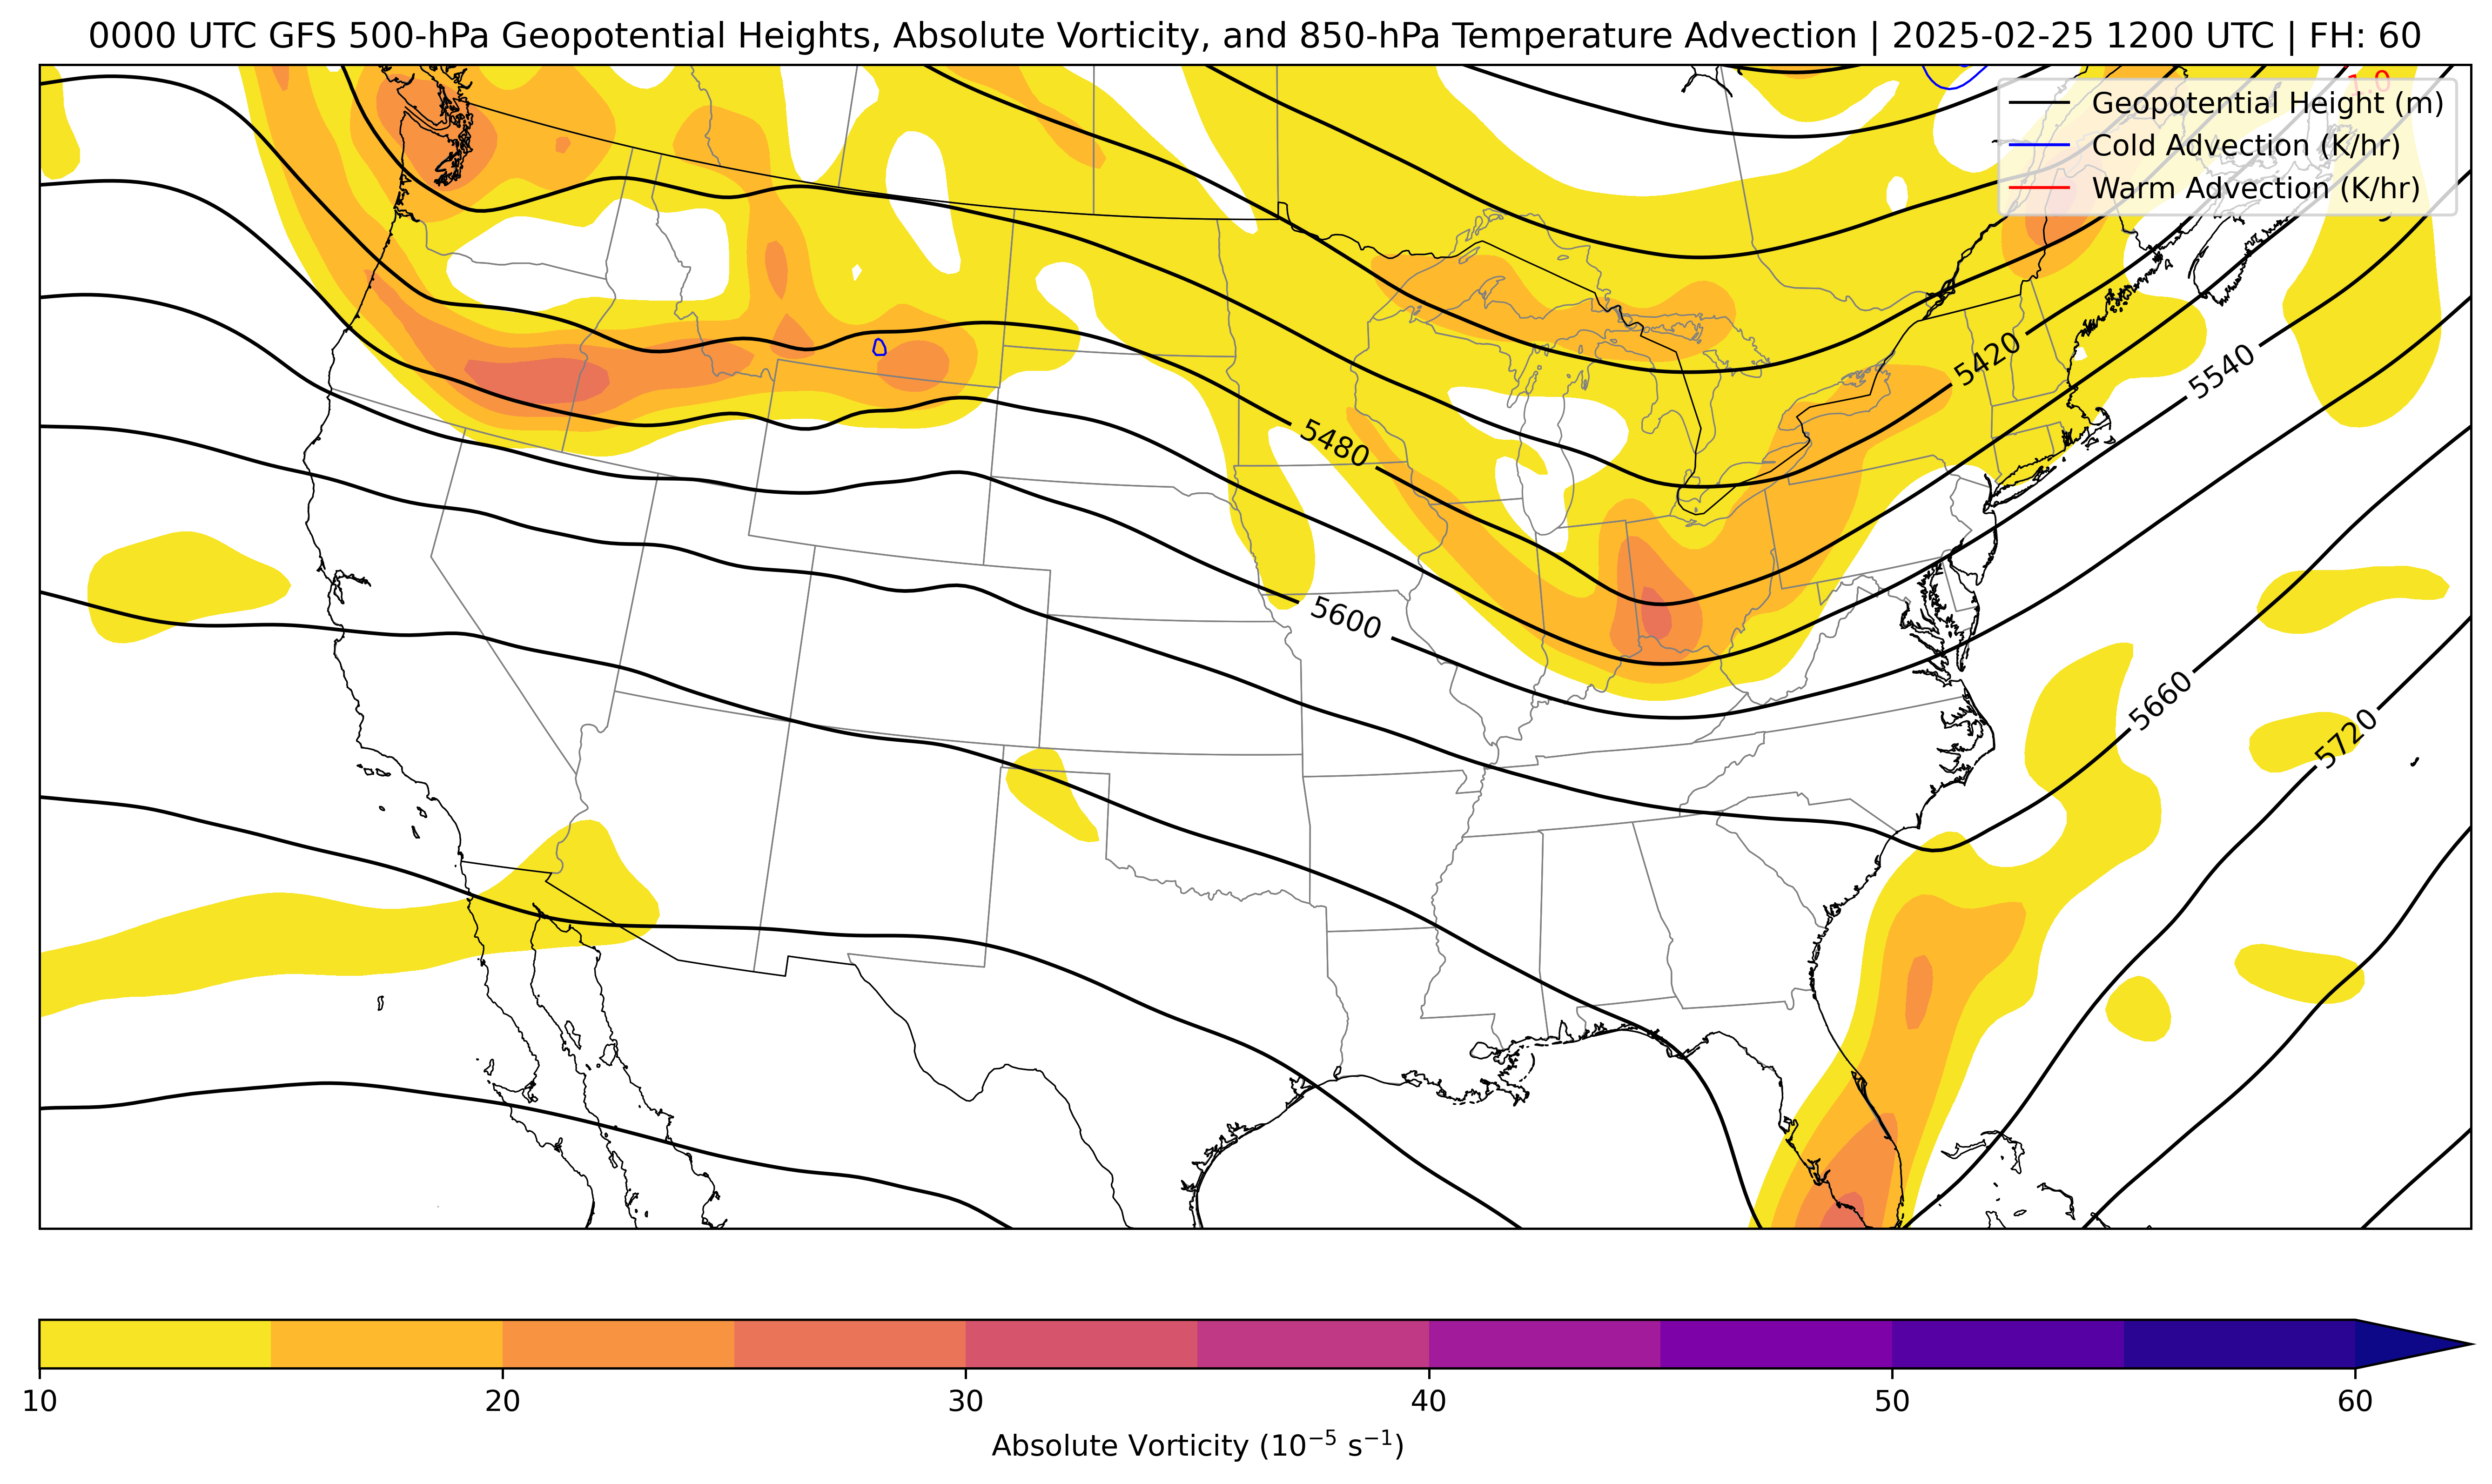 0000 UTC GFS 500-hPa Geopotential Heights, Absolute Vorticity, and 850-hPa Temperature Advection | 2025-02-25 1200 UTC | FH: 60
1.0
Geopotential Height (m)
Cold Advection (K/hr)
Warm Advection (K/hr)
5420
5540
5480
5600
5660
5720
10 20 30 40 50 60
Absolute Vorticity (10⁻⁵ s⁻¹)